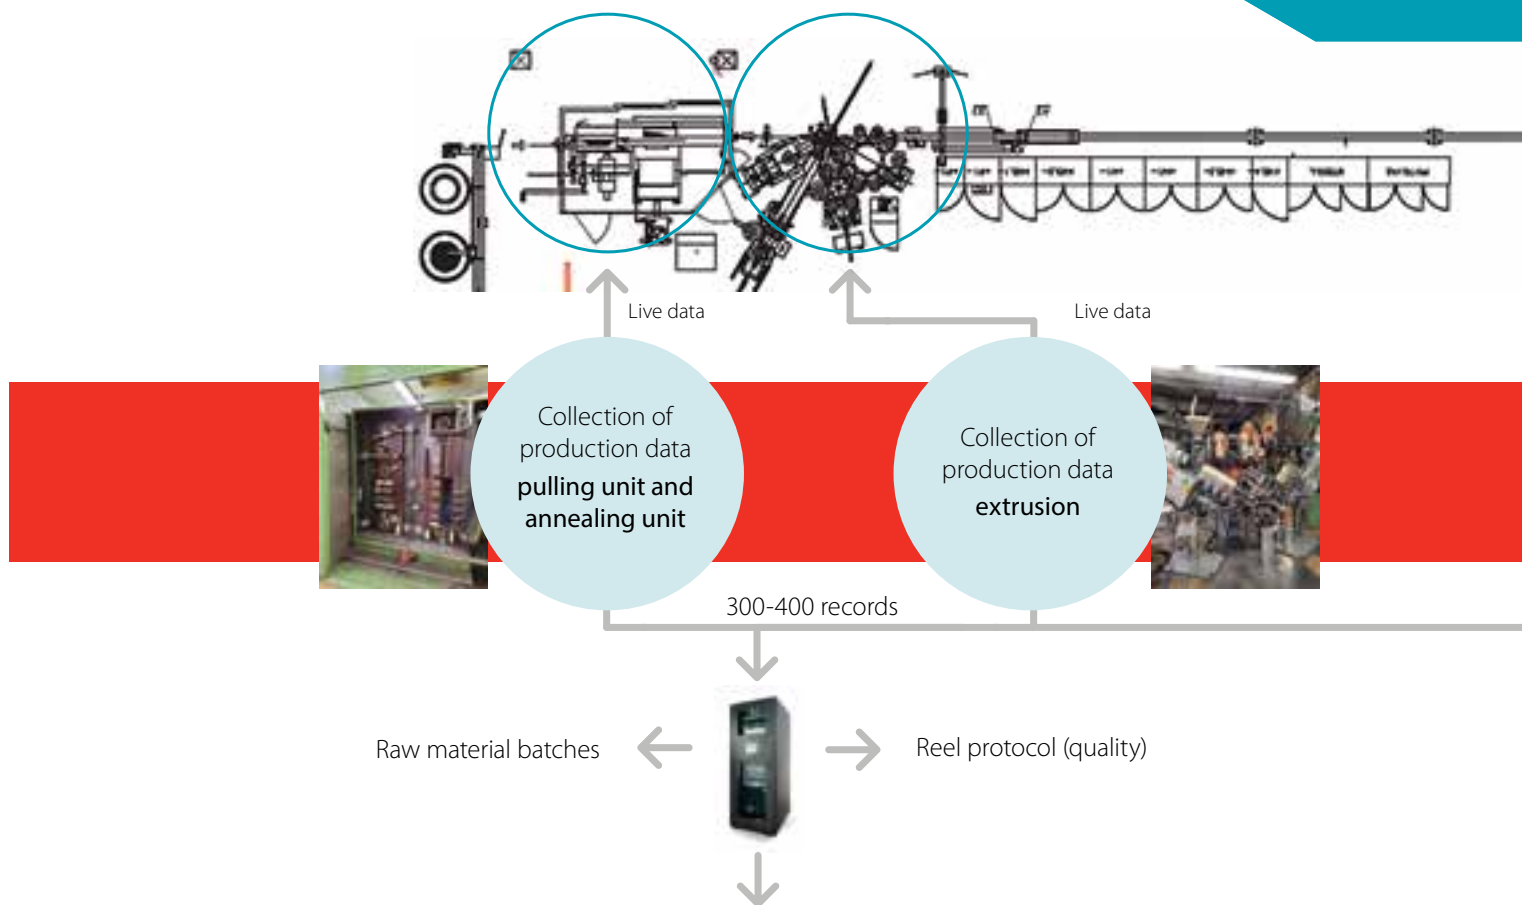 Live data
Live data
Collection of
production data
pulling unit and
annealing unit
Collection of
production data
extrusion
300-400 records
Raw material batches
Reel protocol (quality)